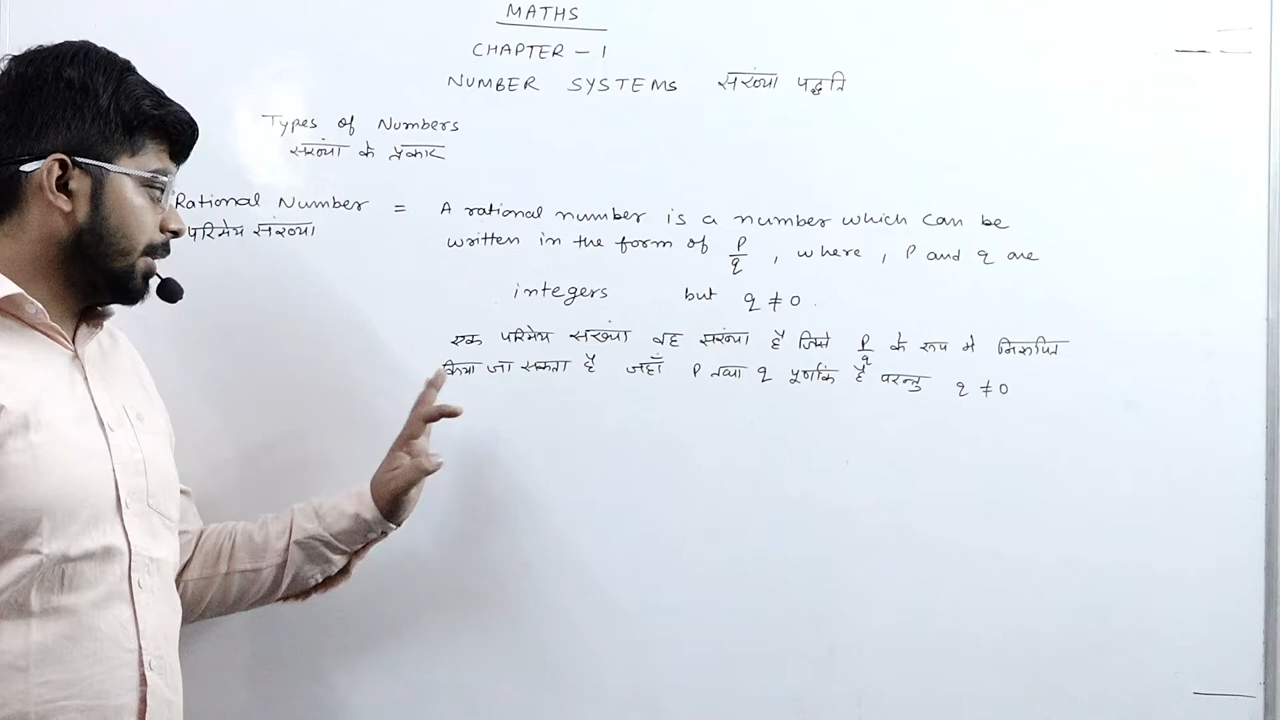 MATHS
CHAPTER - 1
NUMBER SYSTEMS संख्या पद्धति
Types of Numbers
संख्या के प्रकार
Rational Number = A rational number is a number which can be
परिमेय संख्या
written in the form of P/q , where , P and q are
integers but q ≠ 0 .
एक परिमेय संख्या वह संख्या है जिसे P/q के रूप मे निरूपित
किया जा सकता है जहाँ P तथा q पूर्णांक है परन्तु q ≠ 0